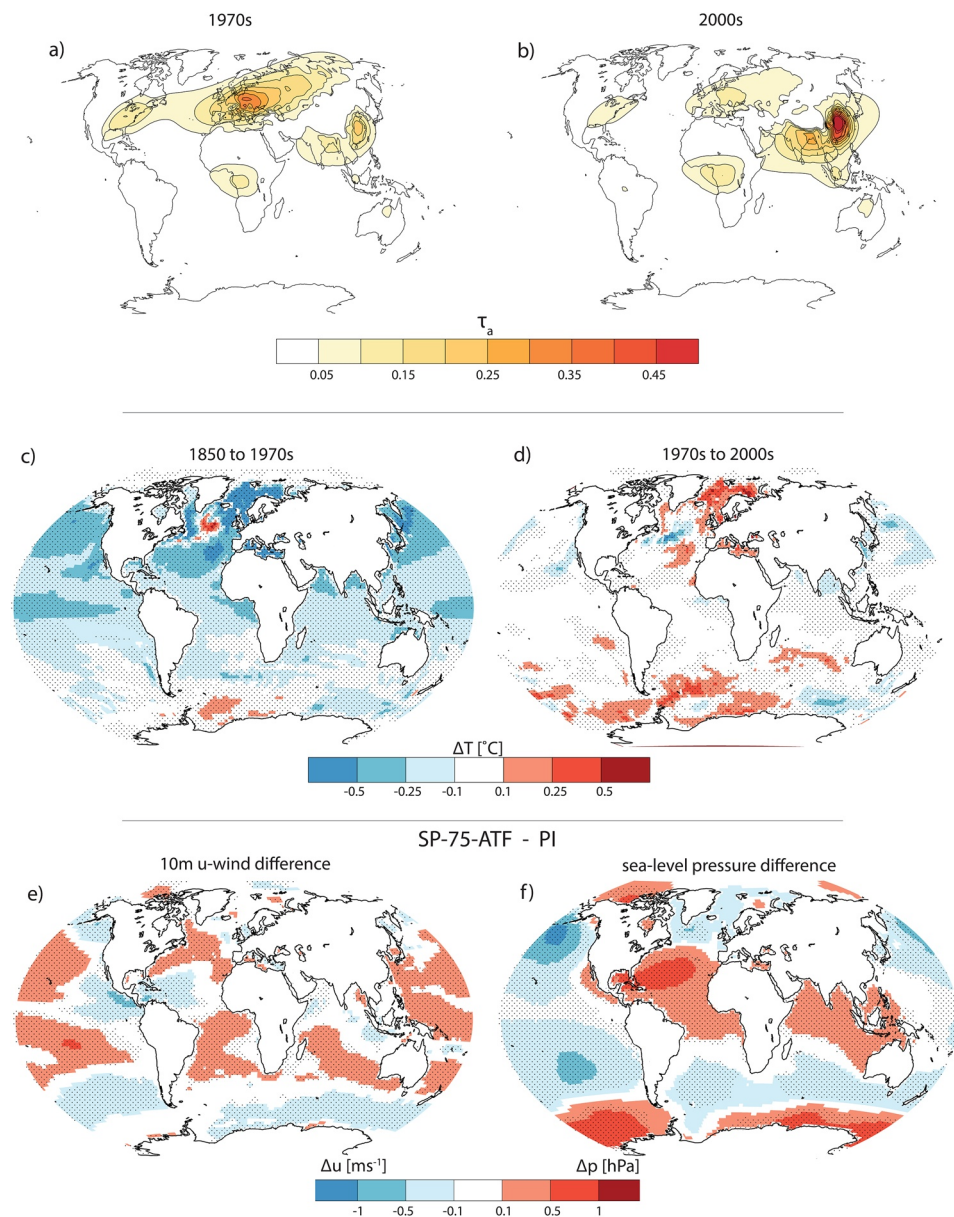 1970s
2000s
a)
b)
τa
0.05 0.15 0.25 0.35 0.45
c)
1850 to 1970s
d)
1970s to 2000s
ΔT [˚C]
-0.5 -0.25 -0.1 0.1 0.25 0.5
SP-75-ATF - PI
10m u-wind difference
sea-level pressure difference
e)
f)
Δu [ms⁻¹] Δp [hPa]
-1 -0.5 -0.1 0.1 0.5 1